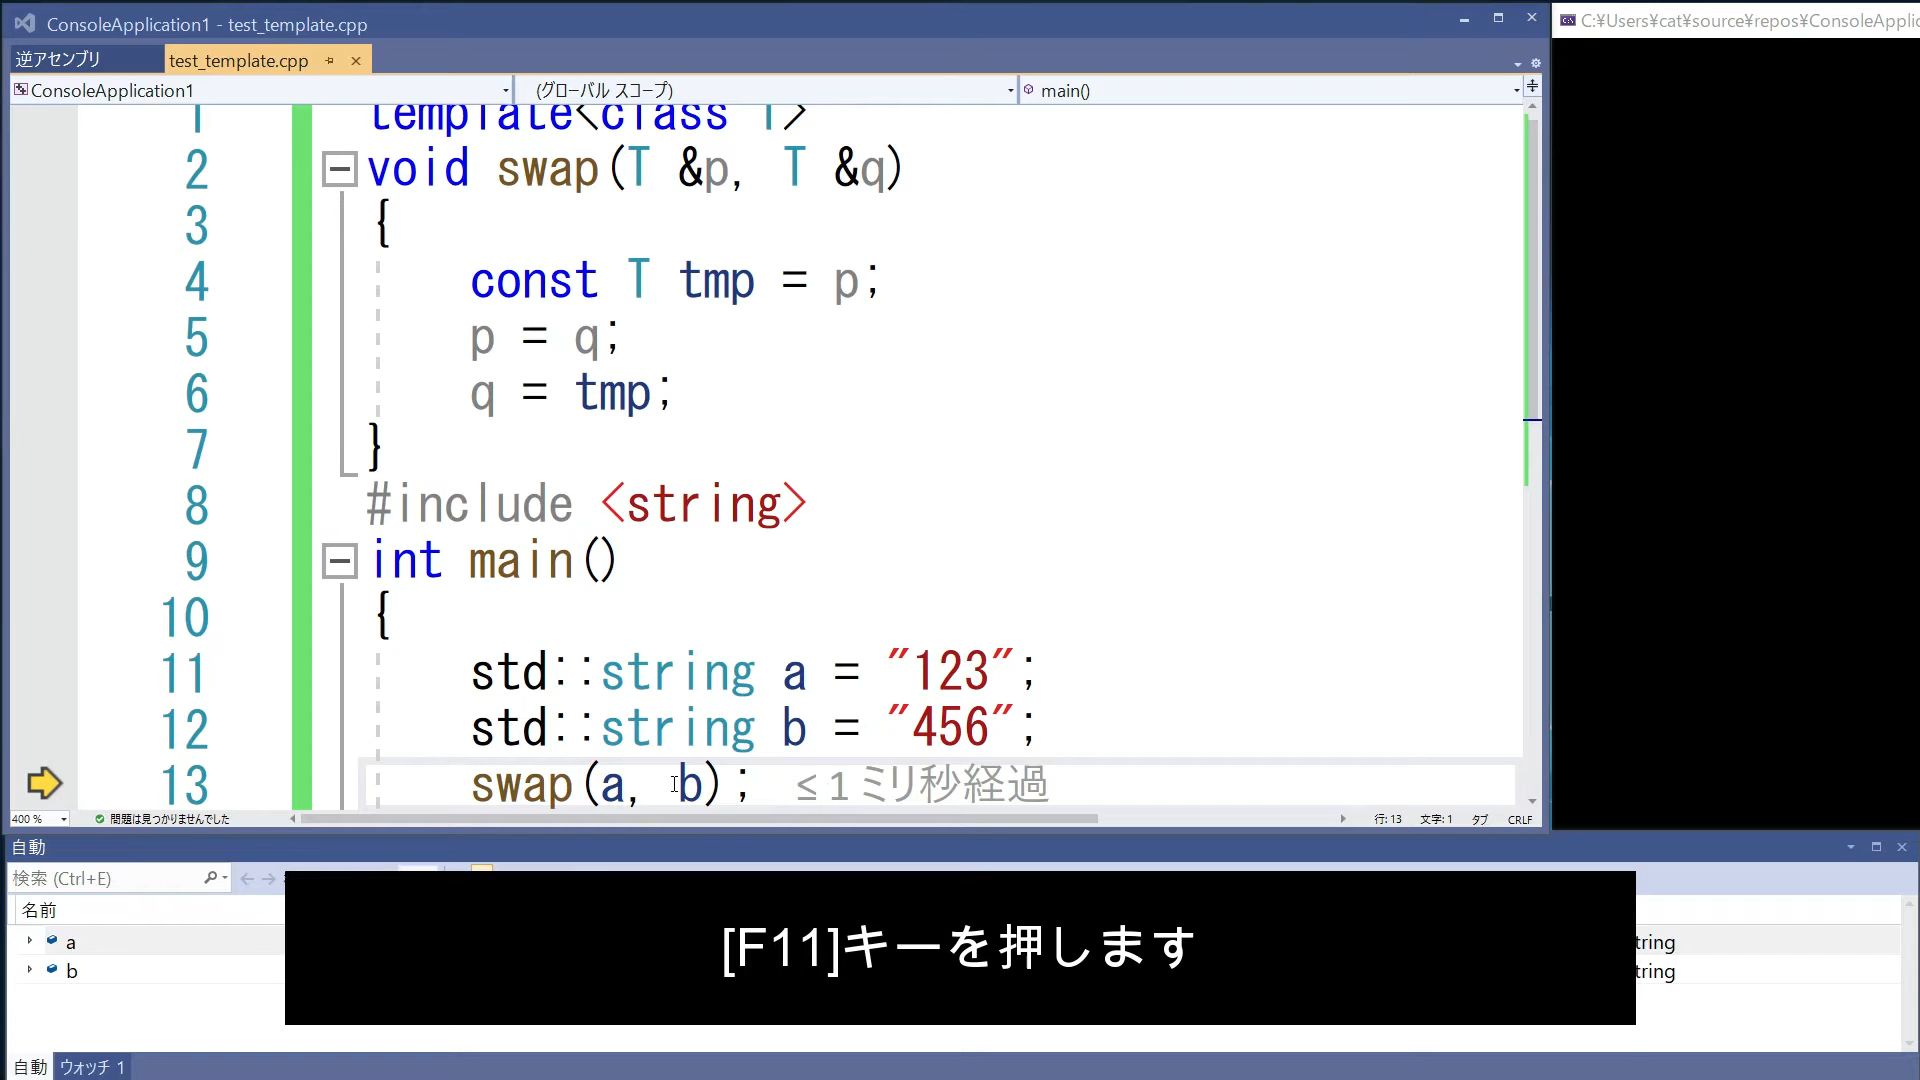 ConsoleApplication1 - test_template.cpp
C:¥Users¥cat¥source¥repos¥ConsoleApplic
逆アセンブリ
test_template.cpp
ConsoleApplication1
(グローバル スコープ)
main()
1 template<class T>
2 void swap(T &p, T &q)
3 {
4 const T tmp = p;
5 p = q;
6 q = tmp;
7 }
8 #include <string>
9 int main()
10 {
11 std::string a = "123";
12 std::string b = "456";
13 swap(a, b); ≤ 1 ミリ秒経過
400 %
問題は見つかりませんでした
行: 13
文字: 1
タブ
CRLF
自動
検索 (Ctrl+E)
名前
a
tring
b
tring
[F11]キーを押します
自動
ウォッチ 1